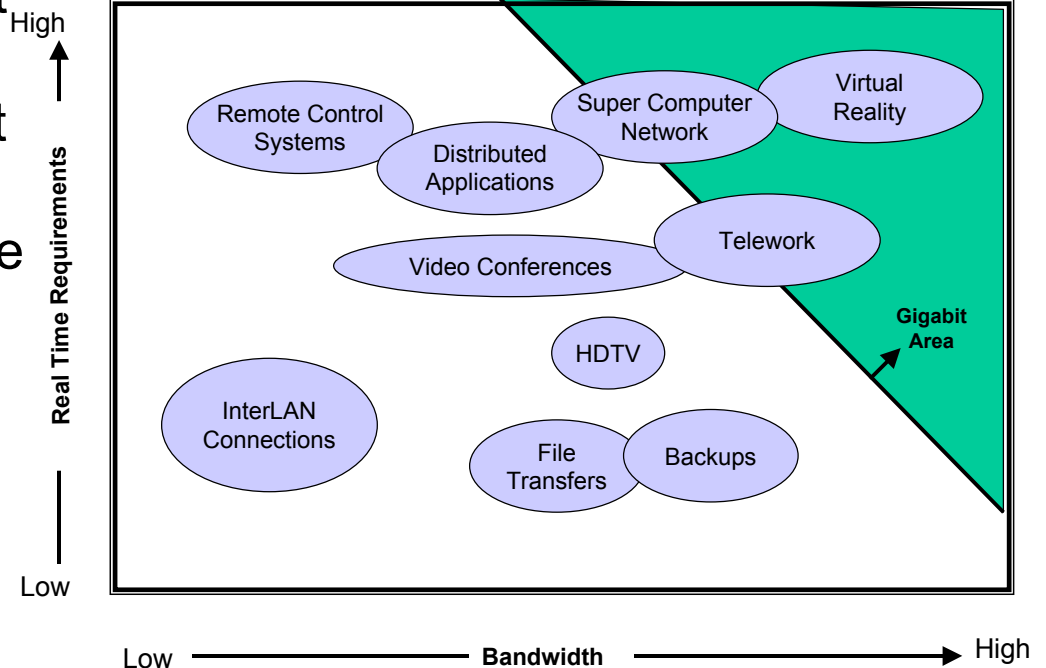 High
t
t
e
Real Time Requirements
Low
Remote Control
Systems
Distributed
Applications
Super Computer
Network
Virtual
Reality
Video Conferences
Telework
HDTV
Gigabit
Area
InterLAN
Connections
File
Transfers
Backups
Low
Bandwidth
High